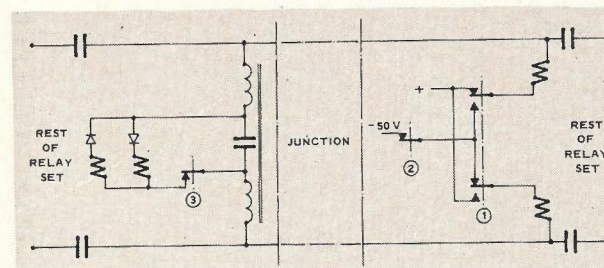 REST
OF
RELAY
SET
③
JUNCTION
+
-50 V
②
①
REST
OF
RELAY
SET